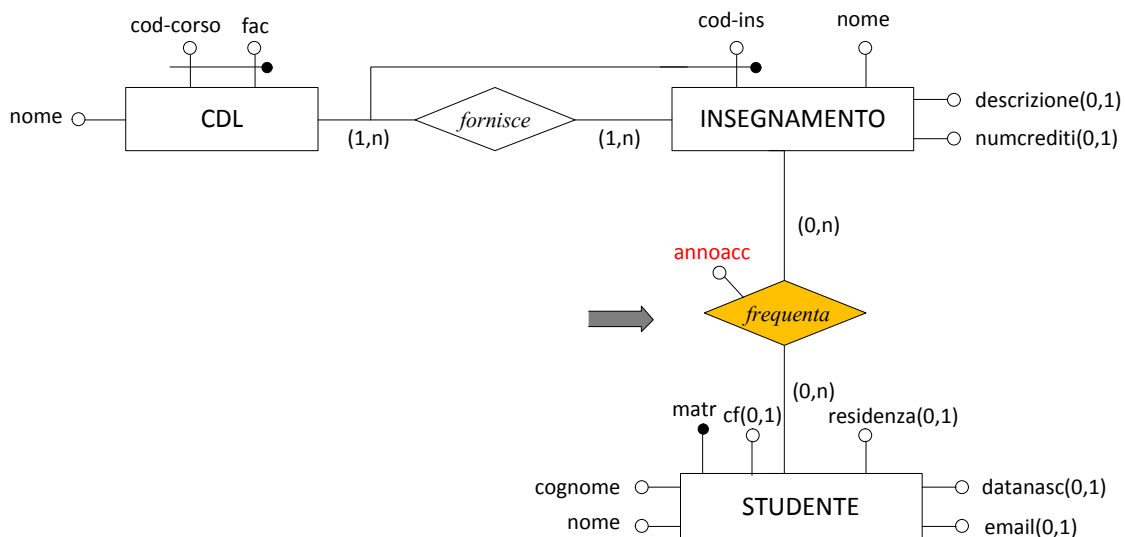 cod-corso fac cod-ins nome
nome CDL fornisce INSEGNAMENTO descrizione(0,1)
(1,n) (1,n) numcrediti(0,1)
(0,n)
annoacc
frequenta
(0,n)
matr cf(0,1) residenza(0,1)
cognome datanasc(0,1)
STUDENTE
nome email(0,1)